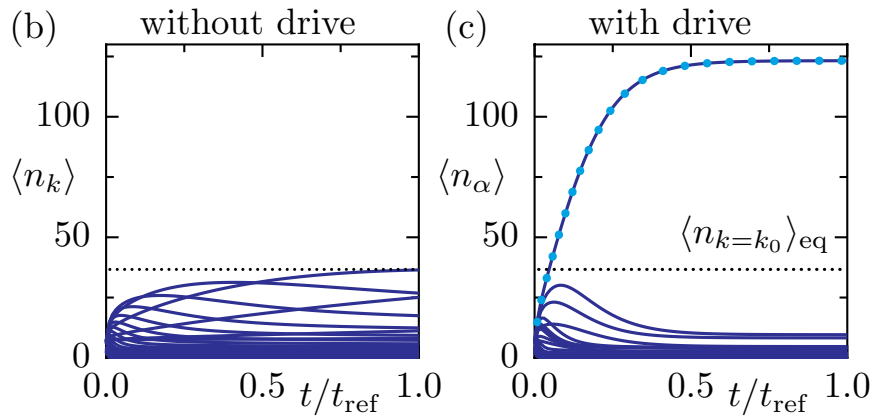 (b) without drive
100
⟨n_k⟩
50
0
0.0 0.5 t/t_ref 1.0
(c) with drive
100
⟨n_α⟩
50
⟨n_{k=k_0}⟩_eq
0
0.0 0.5 t/t_ref 1.0